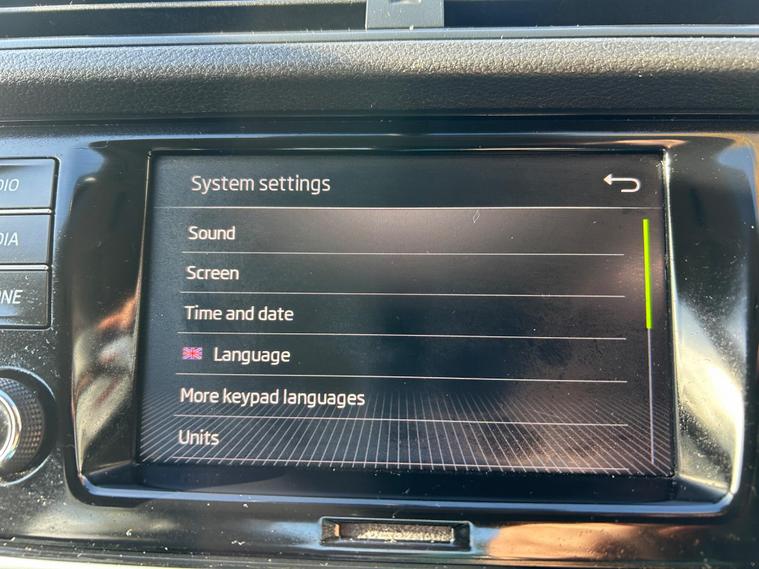 System settings
Sound
Screen
Time and date
Language
More keypad languages
Units